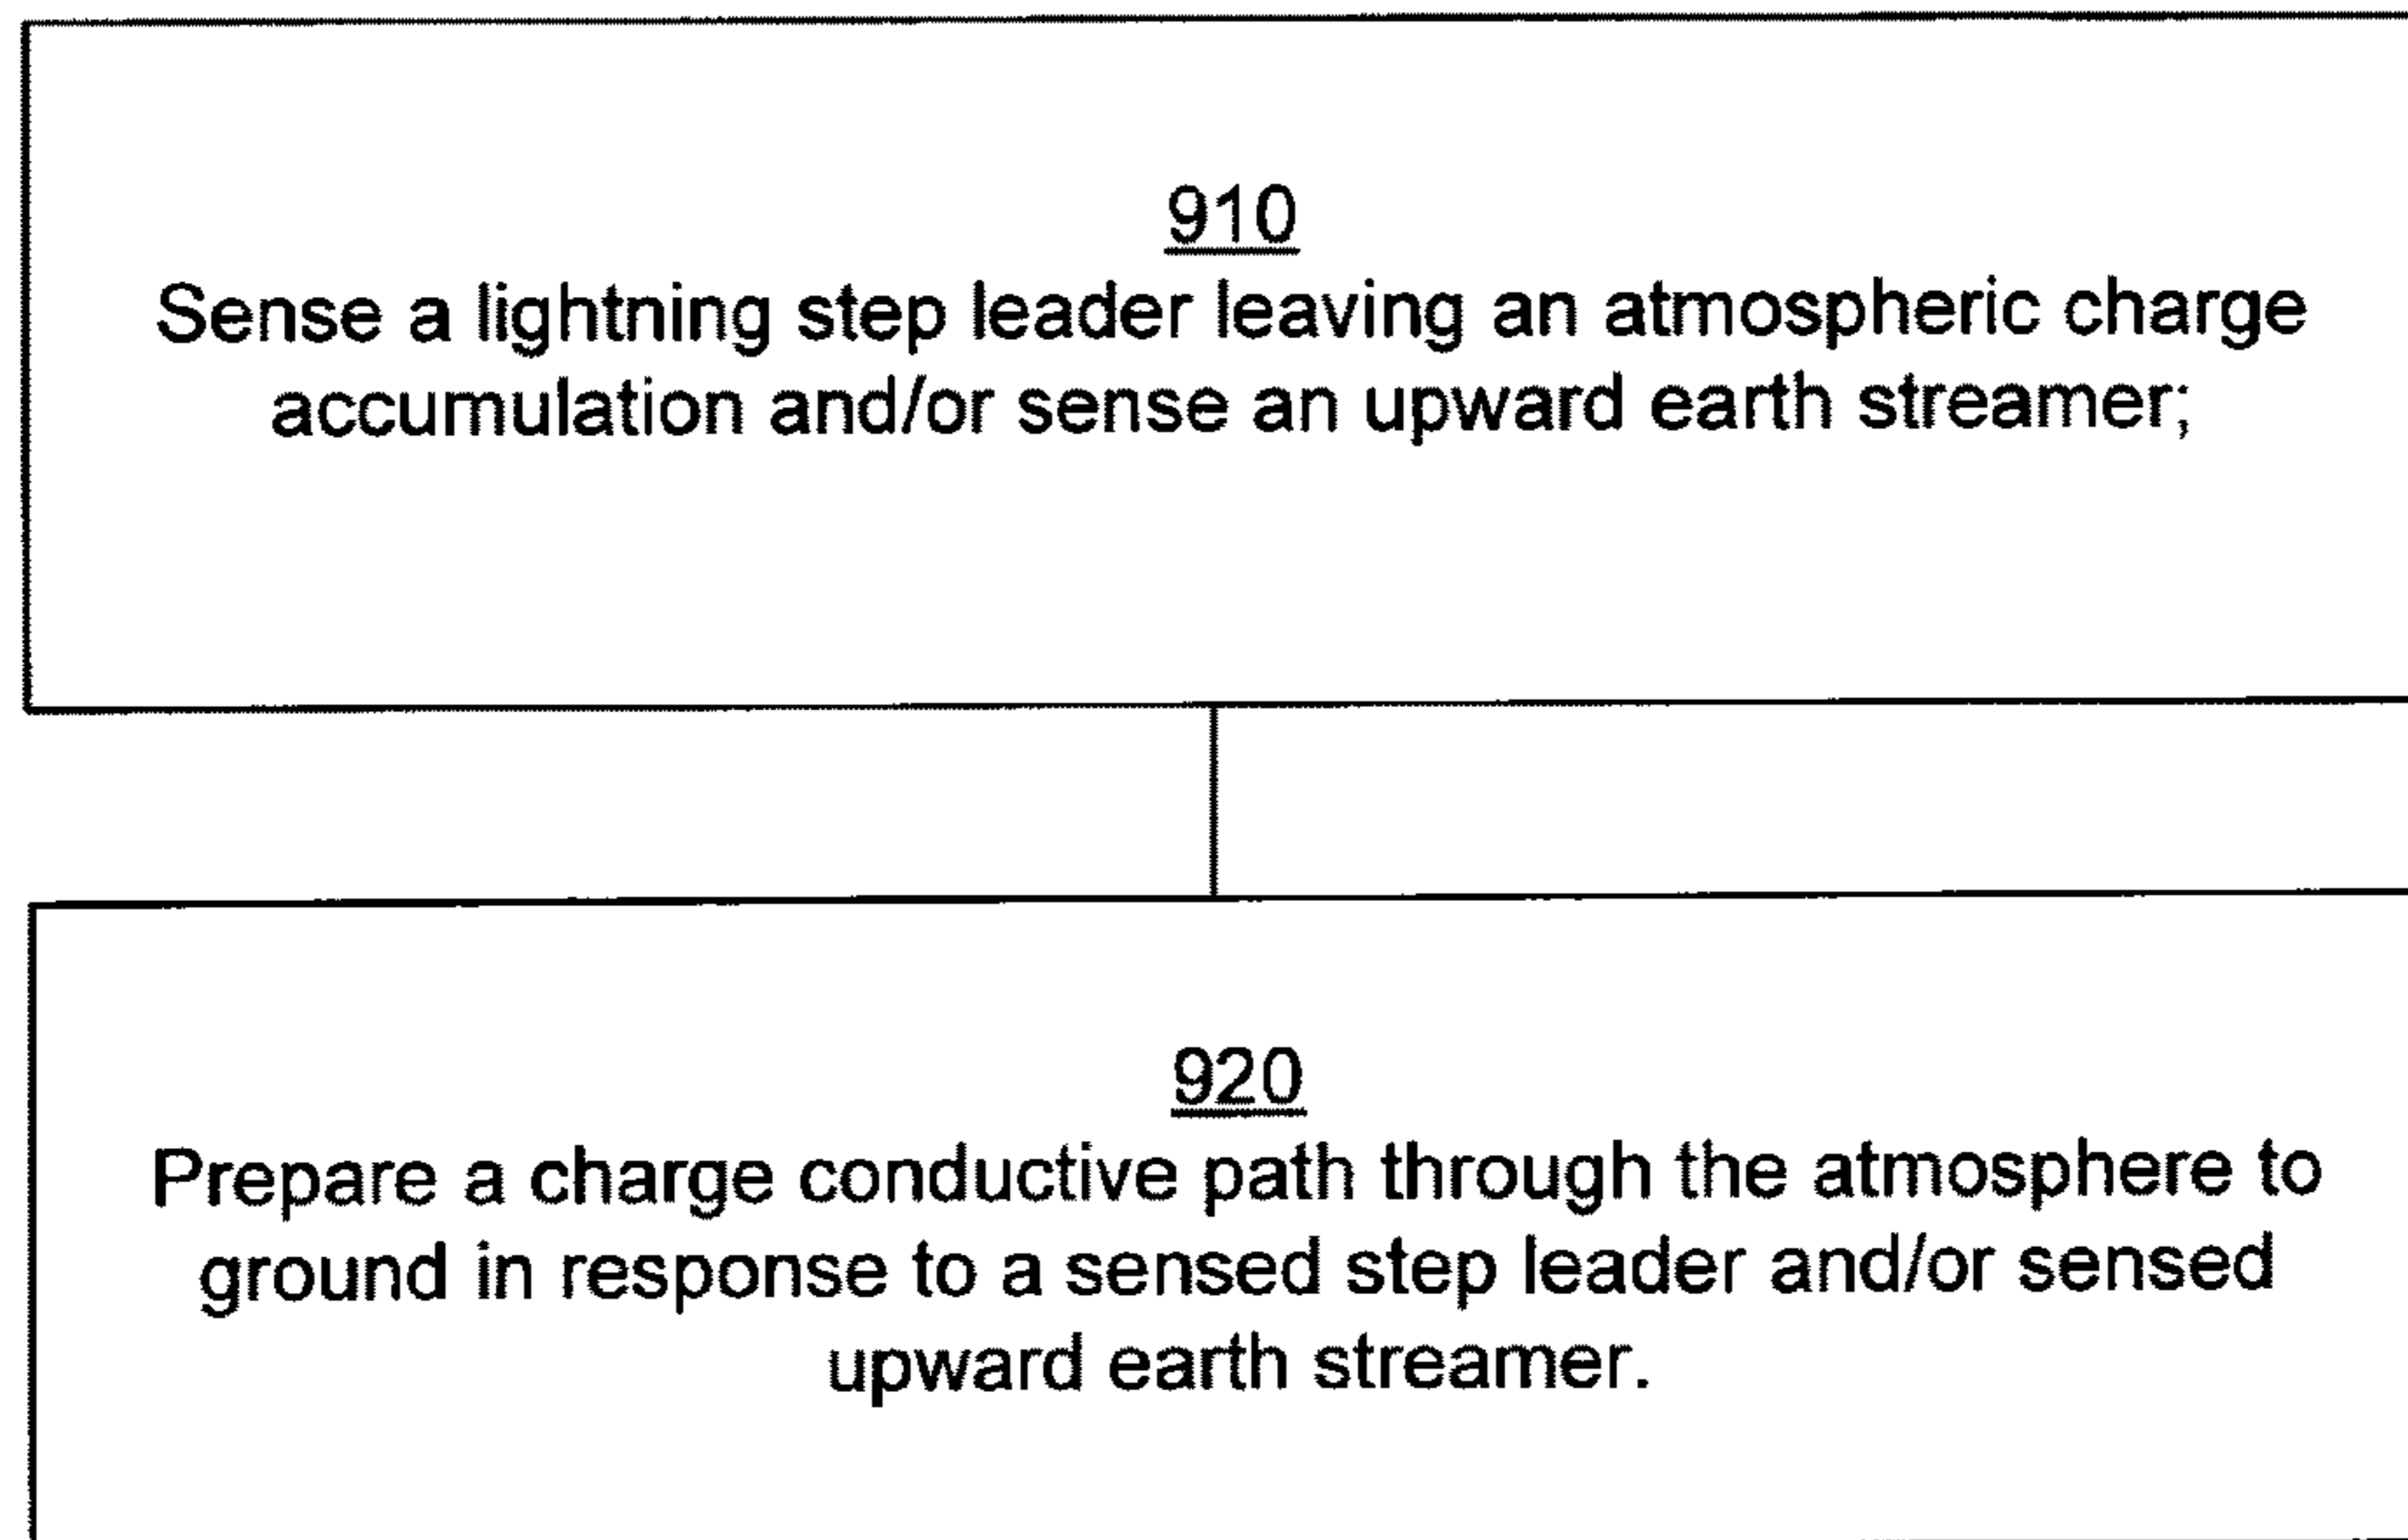 910
Sense a lightning step leader leaving an atmospheric charge
accumulation and/or sense an upward earth streamer;
920
Prepare a charge conductive path through the atmosphere to
ground in response to a sensed step leader and/or sensed
upward earth streamer.